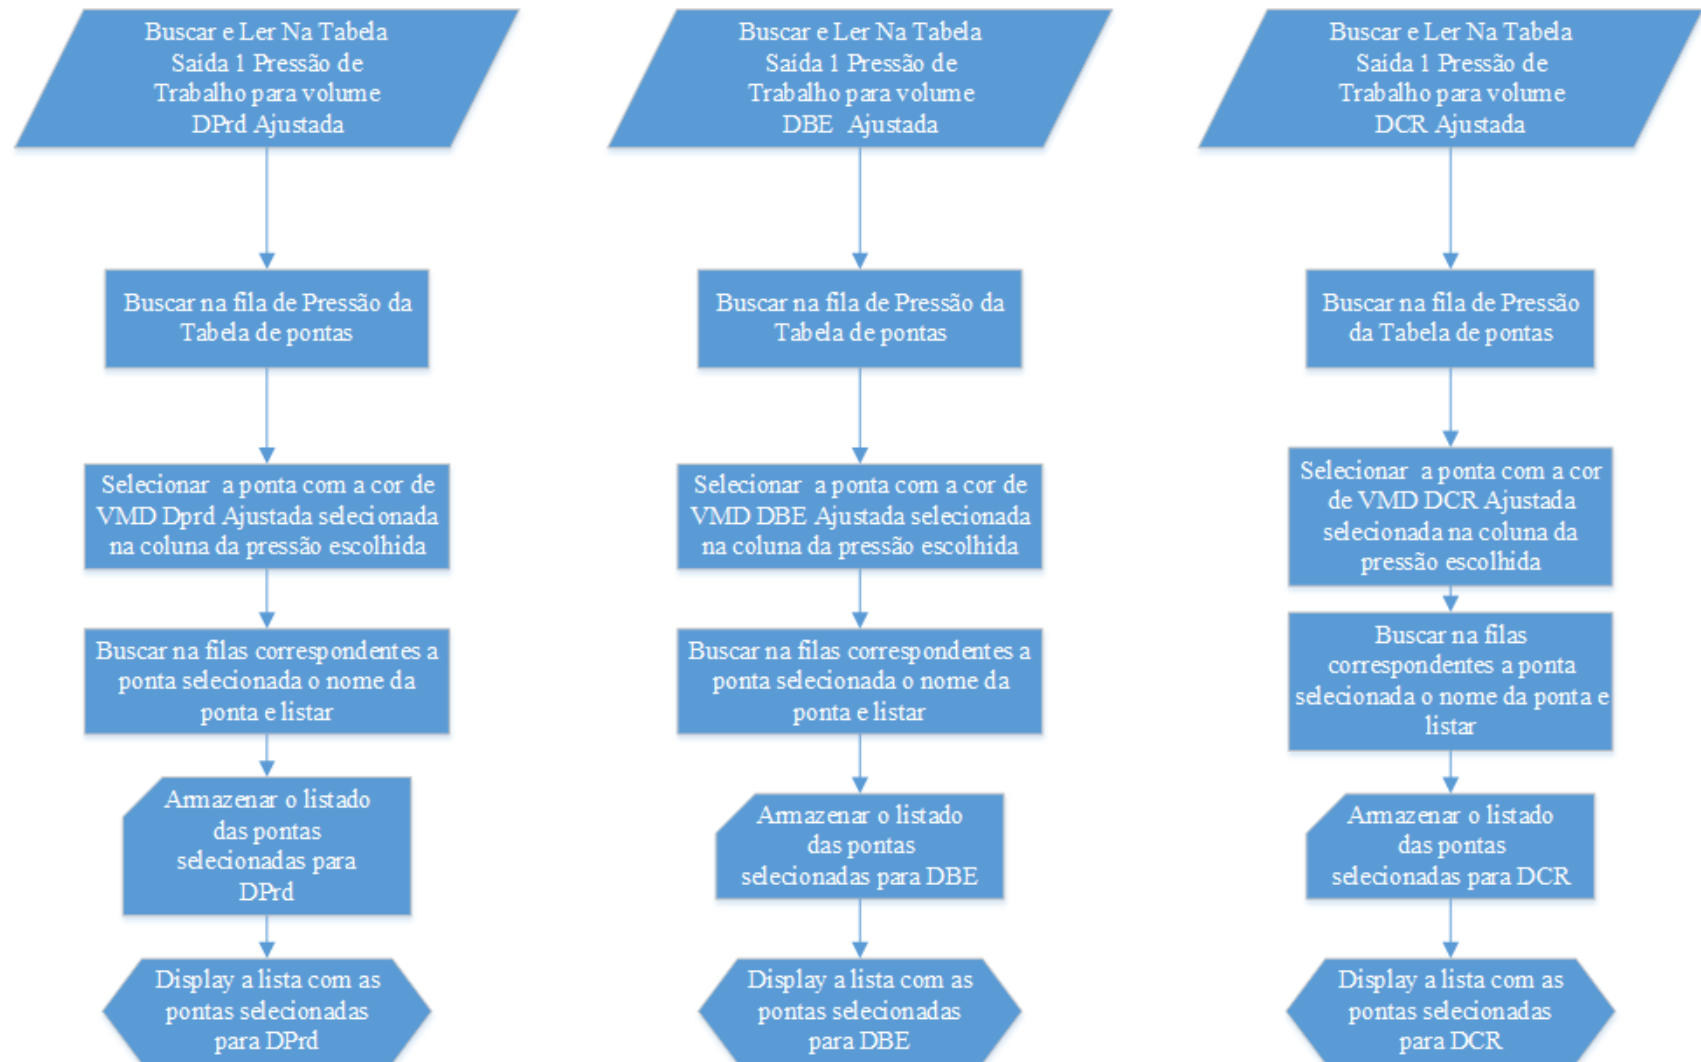 Buscar e Ler Na Tabela
Saída 1 Pressão de
Trabalho para volume
DPrd Ajustada
Buscar na fila de Pressão da
Tabela de pontas
Selecionar a ponta com a cor de
VMD Dprd Ajustada selecionada
na coluna da pressão escolhida
Buscar na filas correspondentes a
ponta selecionada o nome da
ponta e listar
Armazenar o listado
das pontas
selecionadas para
DPrd
Display a lista com as
pontas selecionadas
para DPrd
Buscar e Ler Na Tabela
Saída 1 Pressão de
Trabalho para volume
DBE Ajustada
Buscar na fila de Pressão da
Tabela de pontas
Selecionar a ponta com a cor de
VMD DBE Ajustada selecionada
na coluna da pressão escolhida
Buscar na filas correspondentes a
ponta selecionada o nome da
ponta e listar
Armazenar o listado
das pontas
selecionadas para DBE
Display a lista com as
pontas selecionadas
para DBE
Buscar e Ler Na Tabela
Saída 1 Pressão de
Trabalho para volume
DCR Ajustada
Buscar na fila de Pressão
da Tabela de pontas
Selecionar a ponta com a cor
de VMD DCR Ajustada
selecionada na coluna da
pressão escolhida
Buscar na filas
correspondentes a ponta
selecionada o nome da ponta e
listar
Armazenar o listado
das pontas
selecionadas para DCR
Display a lista com as
pontas selecionadas
para DCR